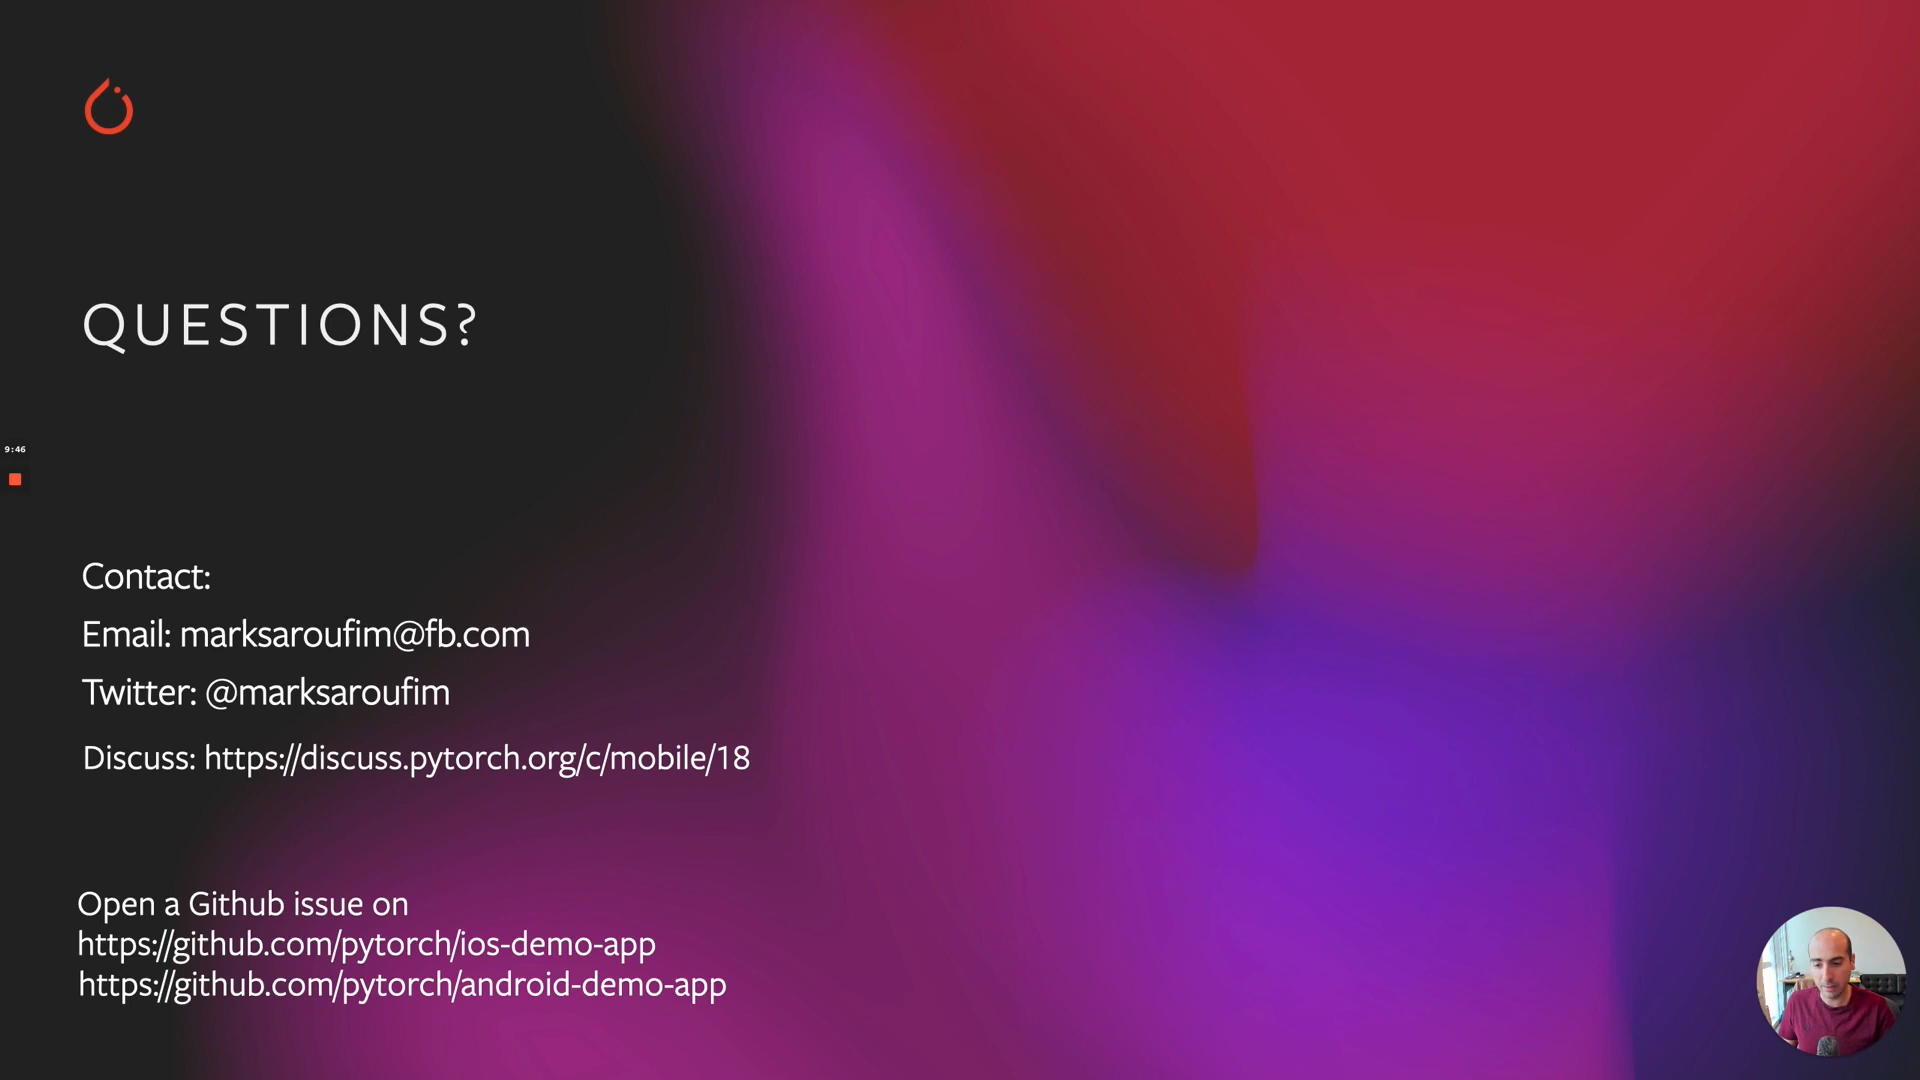 QUESTIONS?
9:46
Contact:
Email: marksaroufim@fb.com
Twitter: @marksaroufim
Discuss: https://discuss.pytorch.org/c/mobile/18
Open a Github issue on
https://github.com/pytorch/ios-demo-app
https://github.com/pytorch/android-demo-app